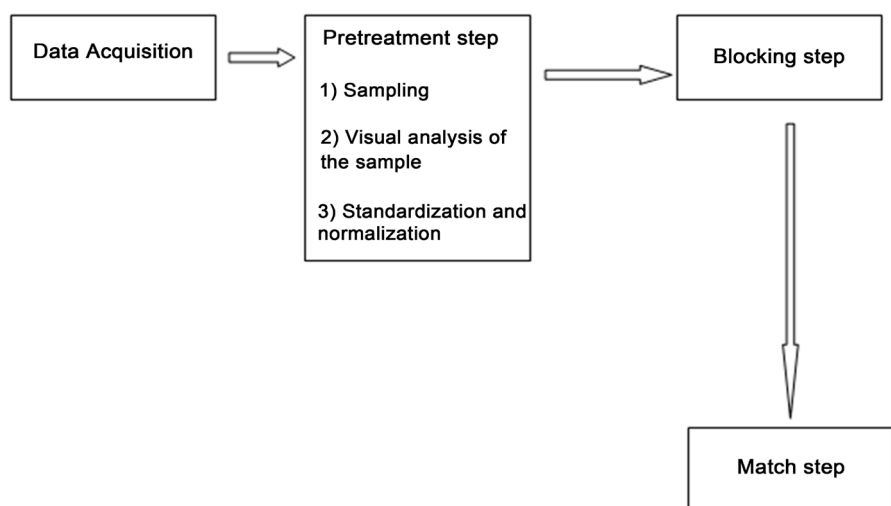 Data Acquisition
Pretreatment step
1) Sampling
2) Visual analysis of
the sample
3) Standardization and
normalization
Blocking step
Match step